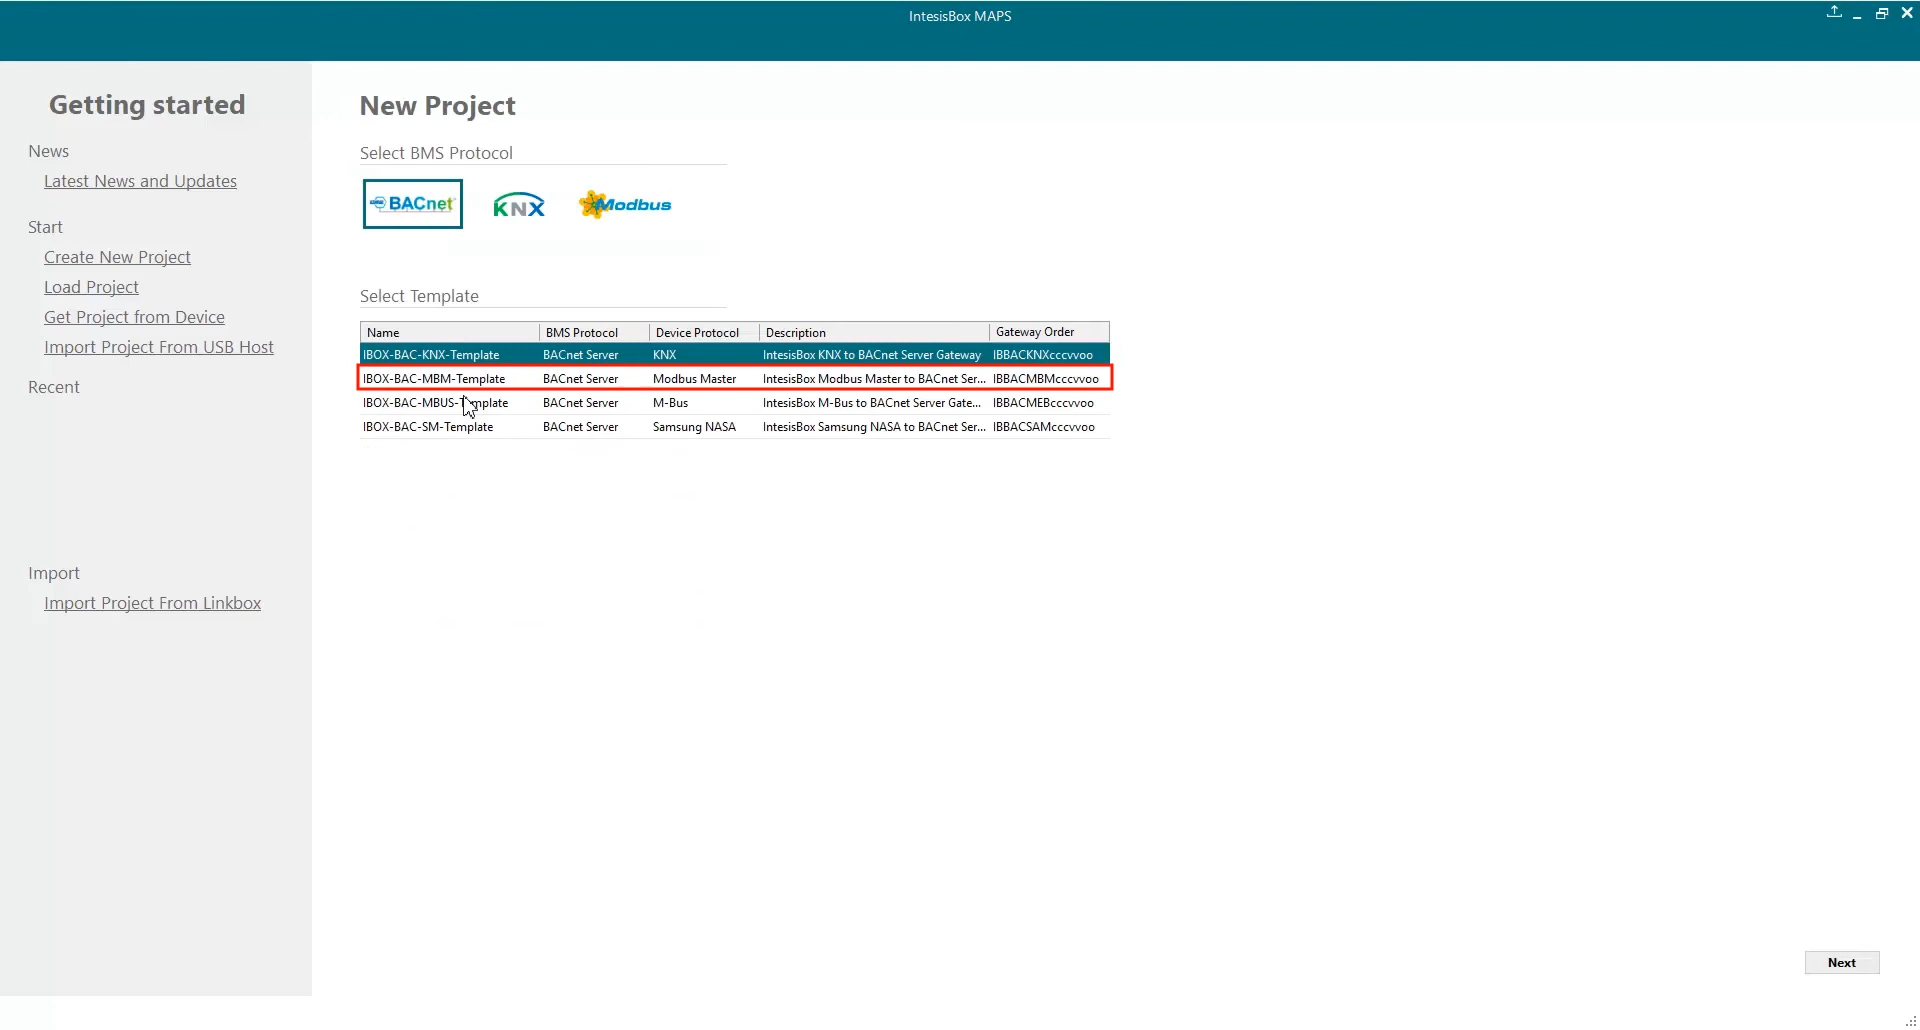 IntesisBox MAPS
Getting started
News
Latest News and Updates
Start
Create New Project
Load Project
Get Project from Device
Import Project From USB Host
Recent
Import
Import Project From Linkbox
New Project
Select BMS Protocol
BACnet
KNX
Modbus
Select Template
Name BMS Protocol Device Protocol Description Gateway Order
IBOX-BAC-KNX-Template BACnet Server KNX IntesisBox KNX to BACnet Server Gateway IBBACKNXcccvvoo
IBOX-BAC-MBM-Template BACnet Server Modbus Master IntesisBox Modbus Master to BACnet Ser... IBBACMBMcccvvoo
IBOX-BAC-MBUS-Template BACnet Server M-Bus IntesisBox M-Bus to BACnet Server Gate... IBBACMEBcccvvoo
IBOX-BAC-SM-Template BACnet Server Samsung NASA IntesisBox Samsung NASA to BACnet Ser... IBBACSAMcccvvoo
Next